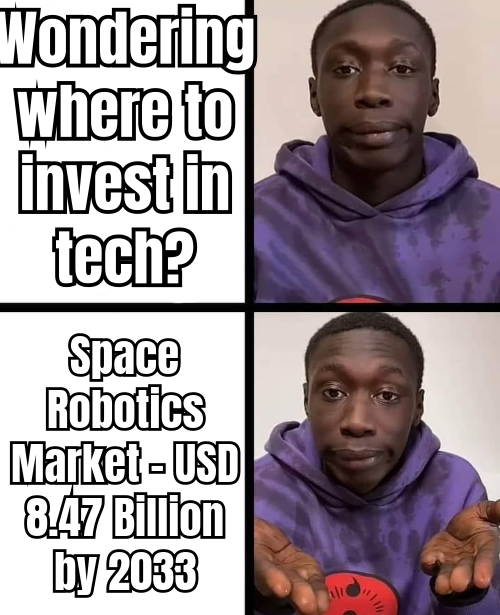 Wondering
where to
invest in
tech?
Space
Robotics
Market - USD
8.47 Billion
by 2033